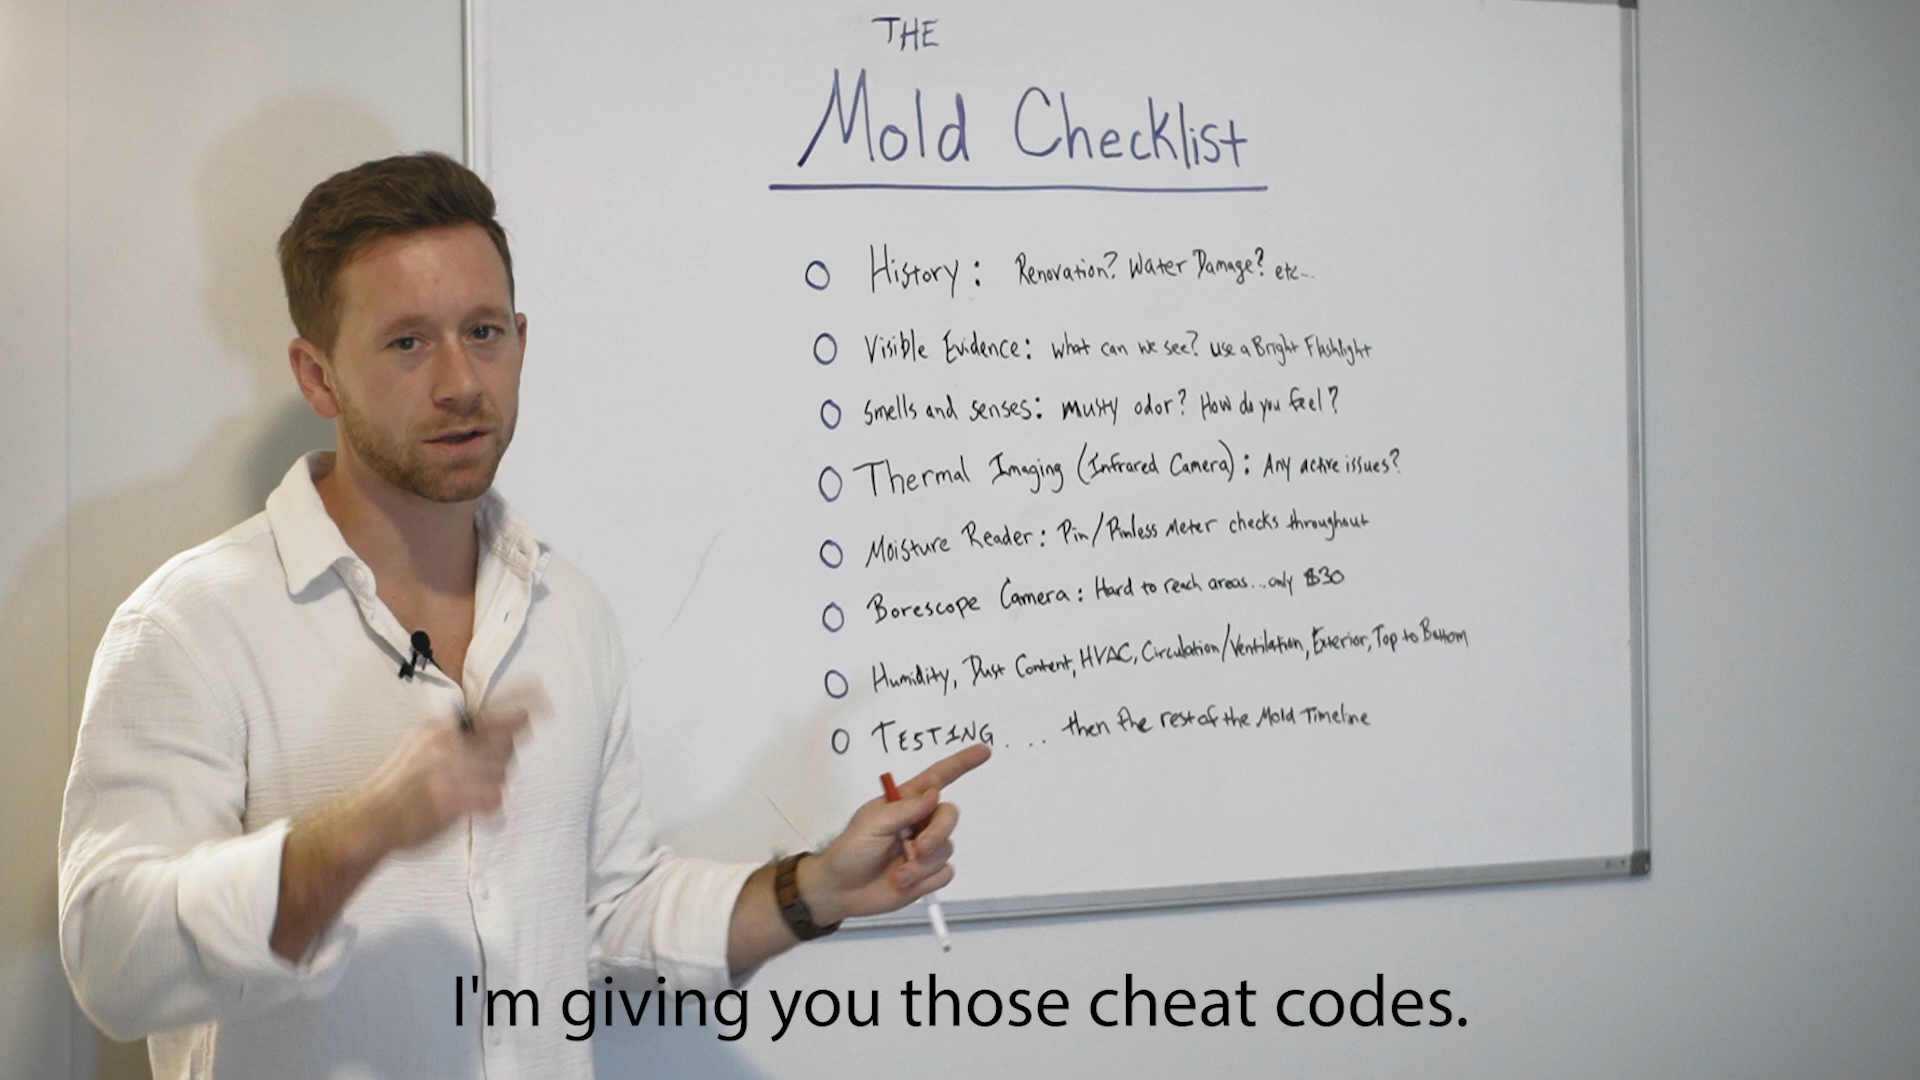 THE
Mold Checklist
History: Renovation? Water Damage? etc...
Visible Evidence: What can we see? use a Bright Flashlight
Smells and senses: musty odor? How do you feel?
Thermal Imaging (Infrared Camera): Any active issues?
Moisture Reader: Pin/Pinless Meter checks throughout
Borescope Camera: Hard to reach areas...only $30
Humidity, Dust Content, HVAC, Circulation/Ventilation, Exterior, Top to Bottom
TESTING.... then the rest of the Mold Timeline
I'm giving you those cheat codes.